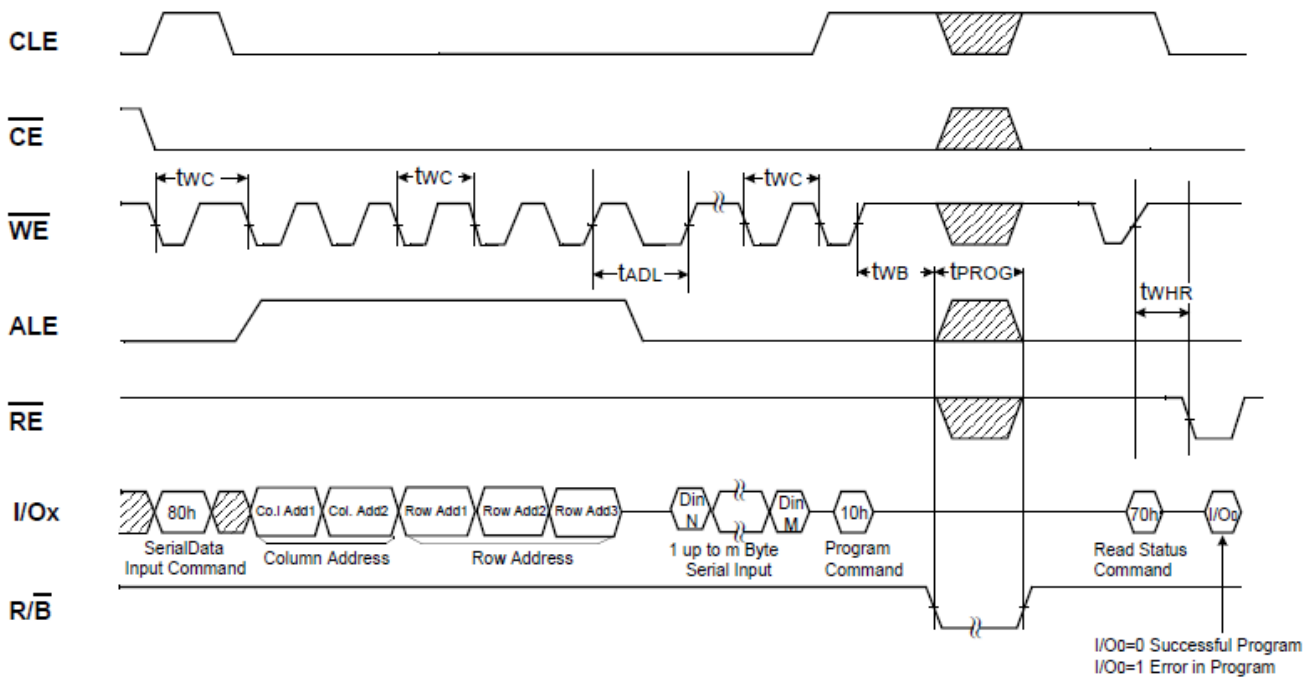 CLE
CE
tWC
tWC
tWC
WE
tADL
tWB
tPROG
tWHR
ALE
RE
I/Ox
80h
Co.l Add1
Col. Add2
Row Add1
Row Add2
Row Add3
Din
N
Din
M
10h
70h
I/O0
SerialData
Input Command
Column Address
Row Address
1 up to m Byte
Serial Input
Program
Command
Read Status
Command
R/B
I/O0=0 Successful Program
I/O0=1 Error in Program